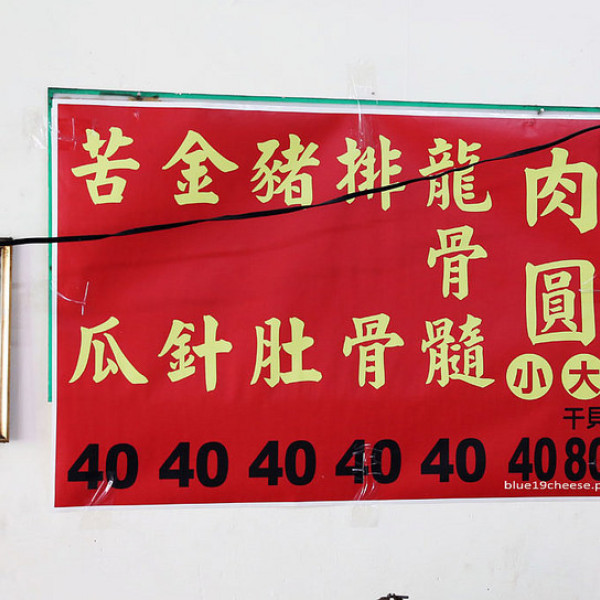 肉圓
小 大
40 80
干貝
龍骨髓
40
排骨
40
豬肚
40
金針
40
苦瓜
40
blue19cheese.p